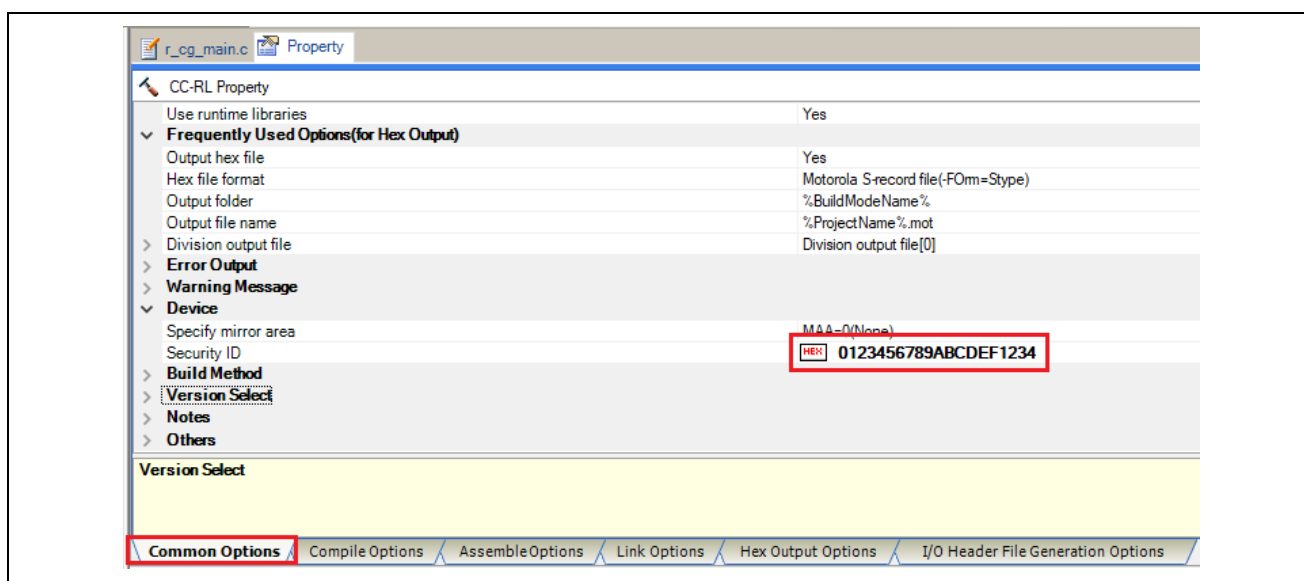 r_cg_main.c Property
CC-RL Property
Use runtime libraries Yes
Frequently Used Options(for Hex Output)
Output hex file Yes
Hex file format Motorola S-record file(-FOrm=Stype)
Output folder %BuildModeName%
Output file name %ProjectName%.mot
Division output file Division output file[0]
Error Output
Warning Message
Device
Specify mirror area MAA=0(None)
Security ID HEX 0123456789ABCDEF1234
Build Method
Version Select
Notes
Others
Version Select
Common Options Compile Options Assemble Options Link Options Hex Output Options I/O Header File Generation Options